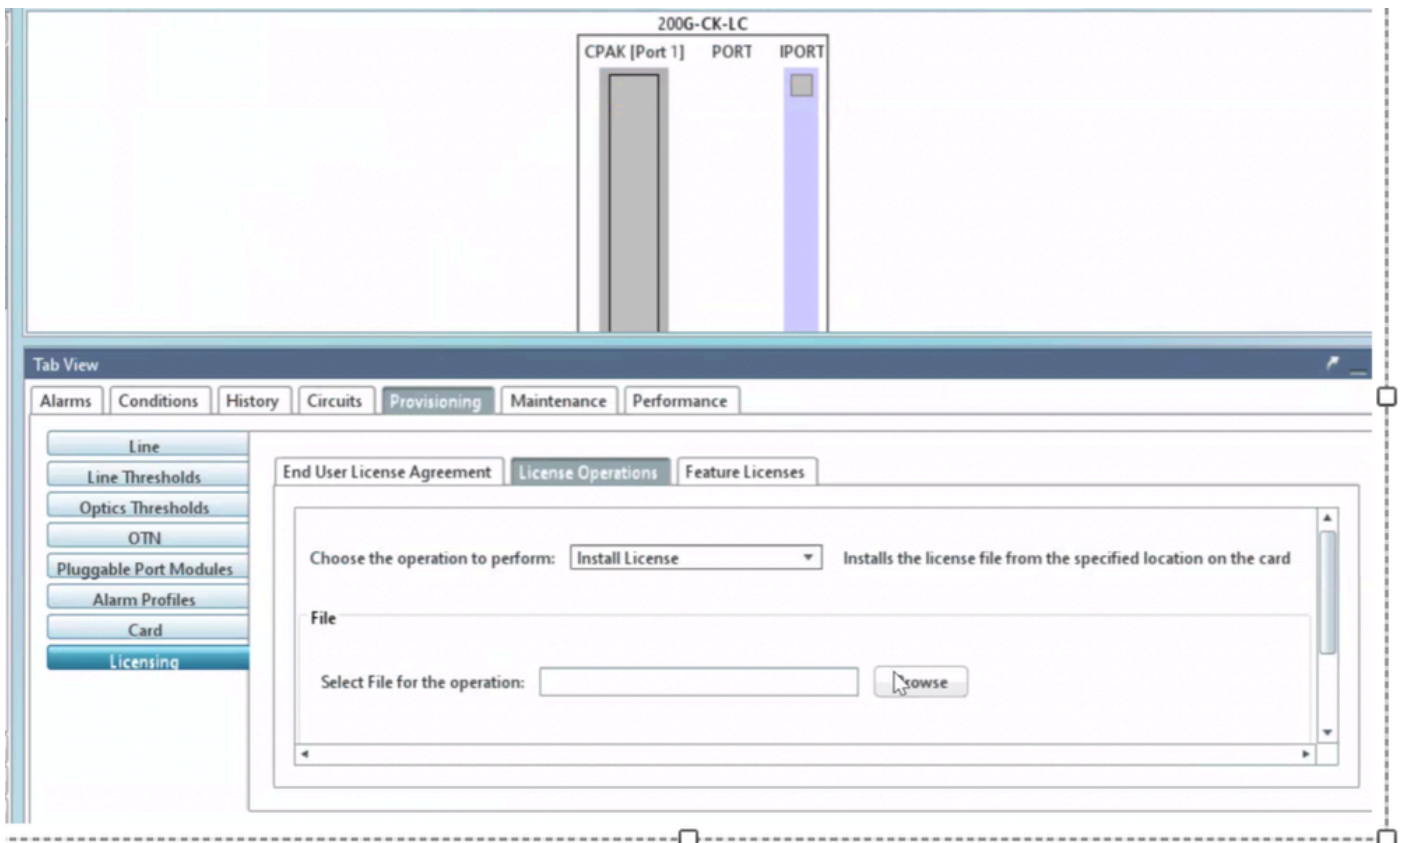 200G-CK-LC
CPAK [Port 1] PORT IPORT
Tab View
Alarms Conditions History Circuits Provisioning Maintenance Performance
Line
Line Thresholds
Optics Thresholds
OTN
Pluggable Port Modules
Alarm Profiles
Card
Licensing
End User License Agreement License Operations Feature Licenses
Choose the operation to perform: Install License Installs the license file from the specified location on the card
File
Select File for the operation: Browse